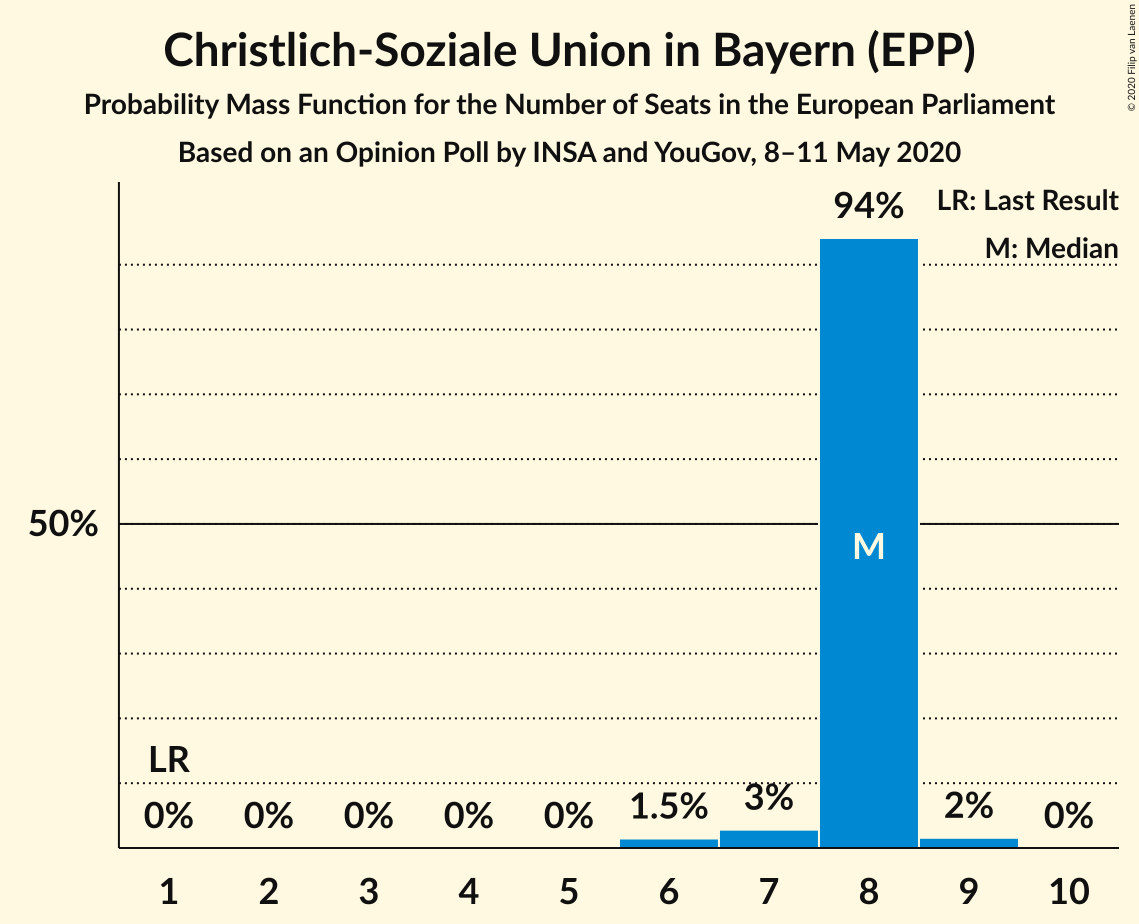 Christlich-Soziale Union in Bayern (EPP)
Probability Mass Function for the Number of Seats in the European Parliament
Based on an Opinion Poll by INSA and YouGov, 8–11 May 2020
© 2020 Filip van Laenen
LR: Last Result
M: Median
94%
50%
M
LR
0% 0% 0% 0% 0% 1.5% 3% 2% 0%
1 2 3 4 5 6 7 8 9 10